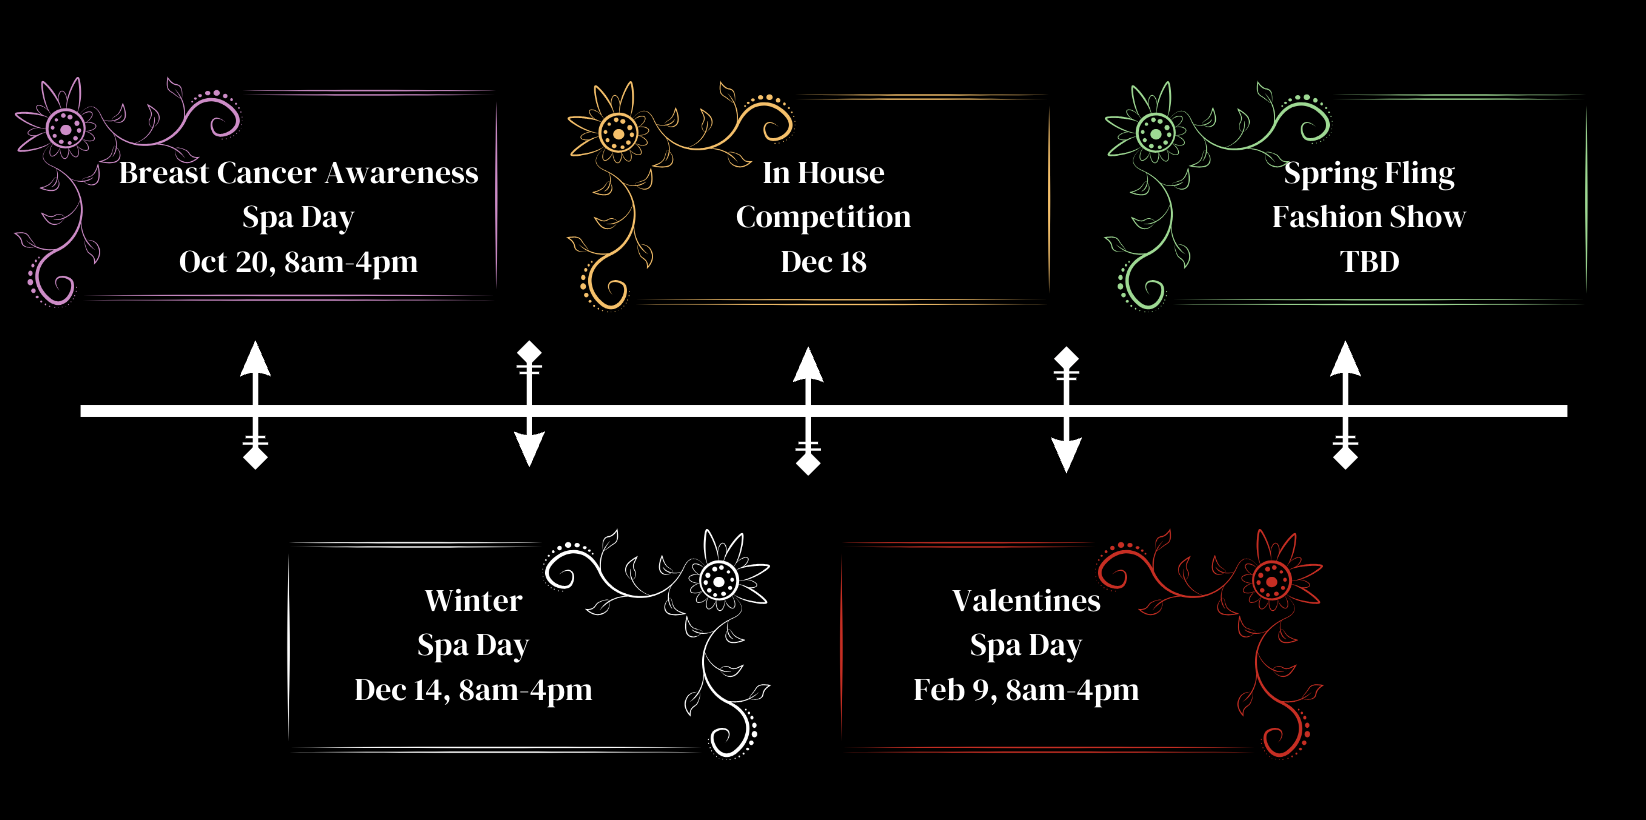 Breast Cancer Awareness
Spa Day
Oct 20, 8am-4pm
In House
Competition
Dec 18
Spring Fling
Fashion Show
TBD
Winter
Spa Day
Dec 14, 8am-4pm
Valentines
Spa Day
Feb 9, 8am-4pm